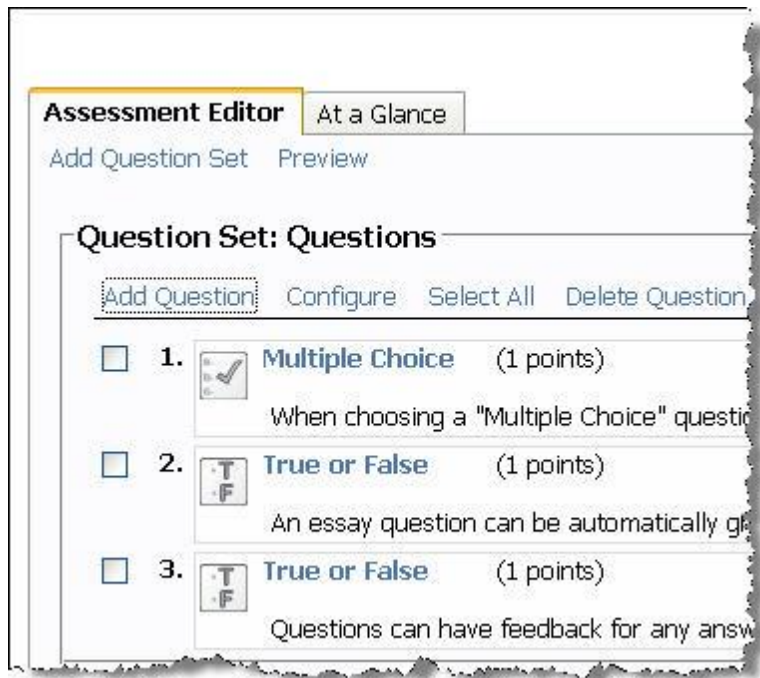 Assessment Editor At a Glance
Add Question Set Preview
Question Set: Questions
Add Question Configure Select All Delete Question
1. Multiple Choice (1 points)
When choosing a "Multiple Choice"
2. True or False (1 points)
An essay question can be automatically
3. True or False (1 points)
Questions can have feedback for any